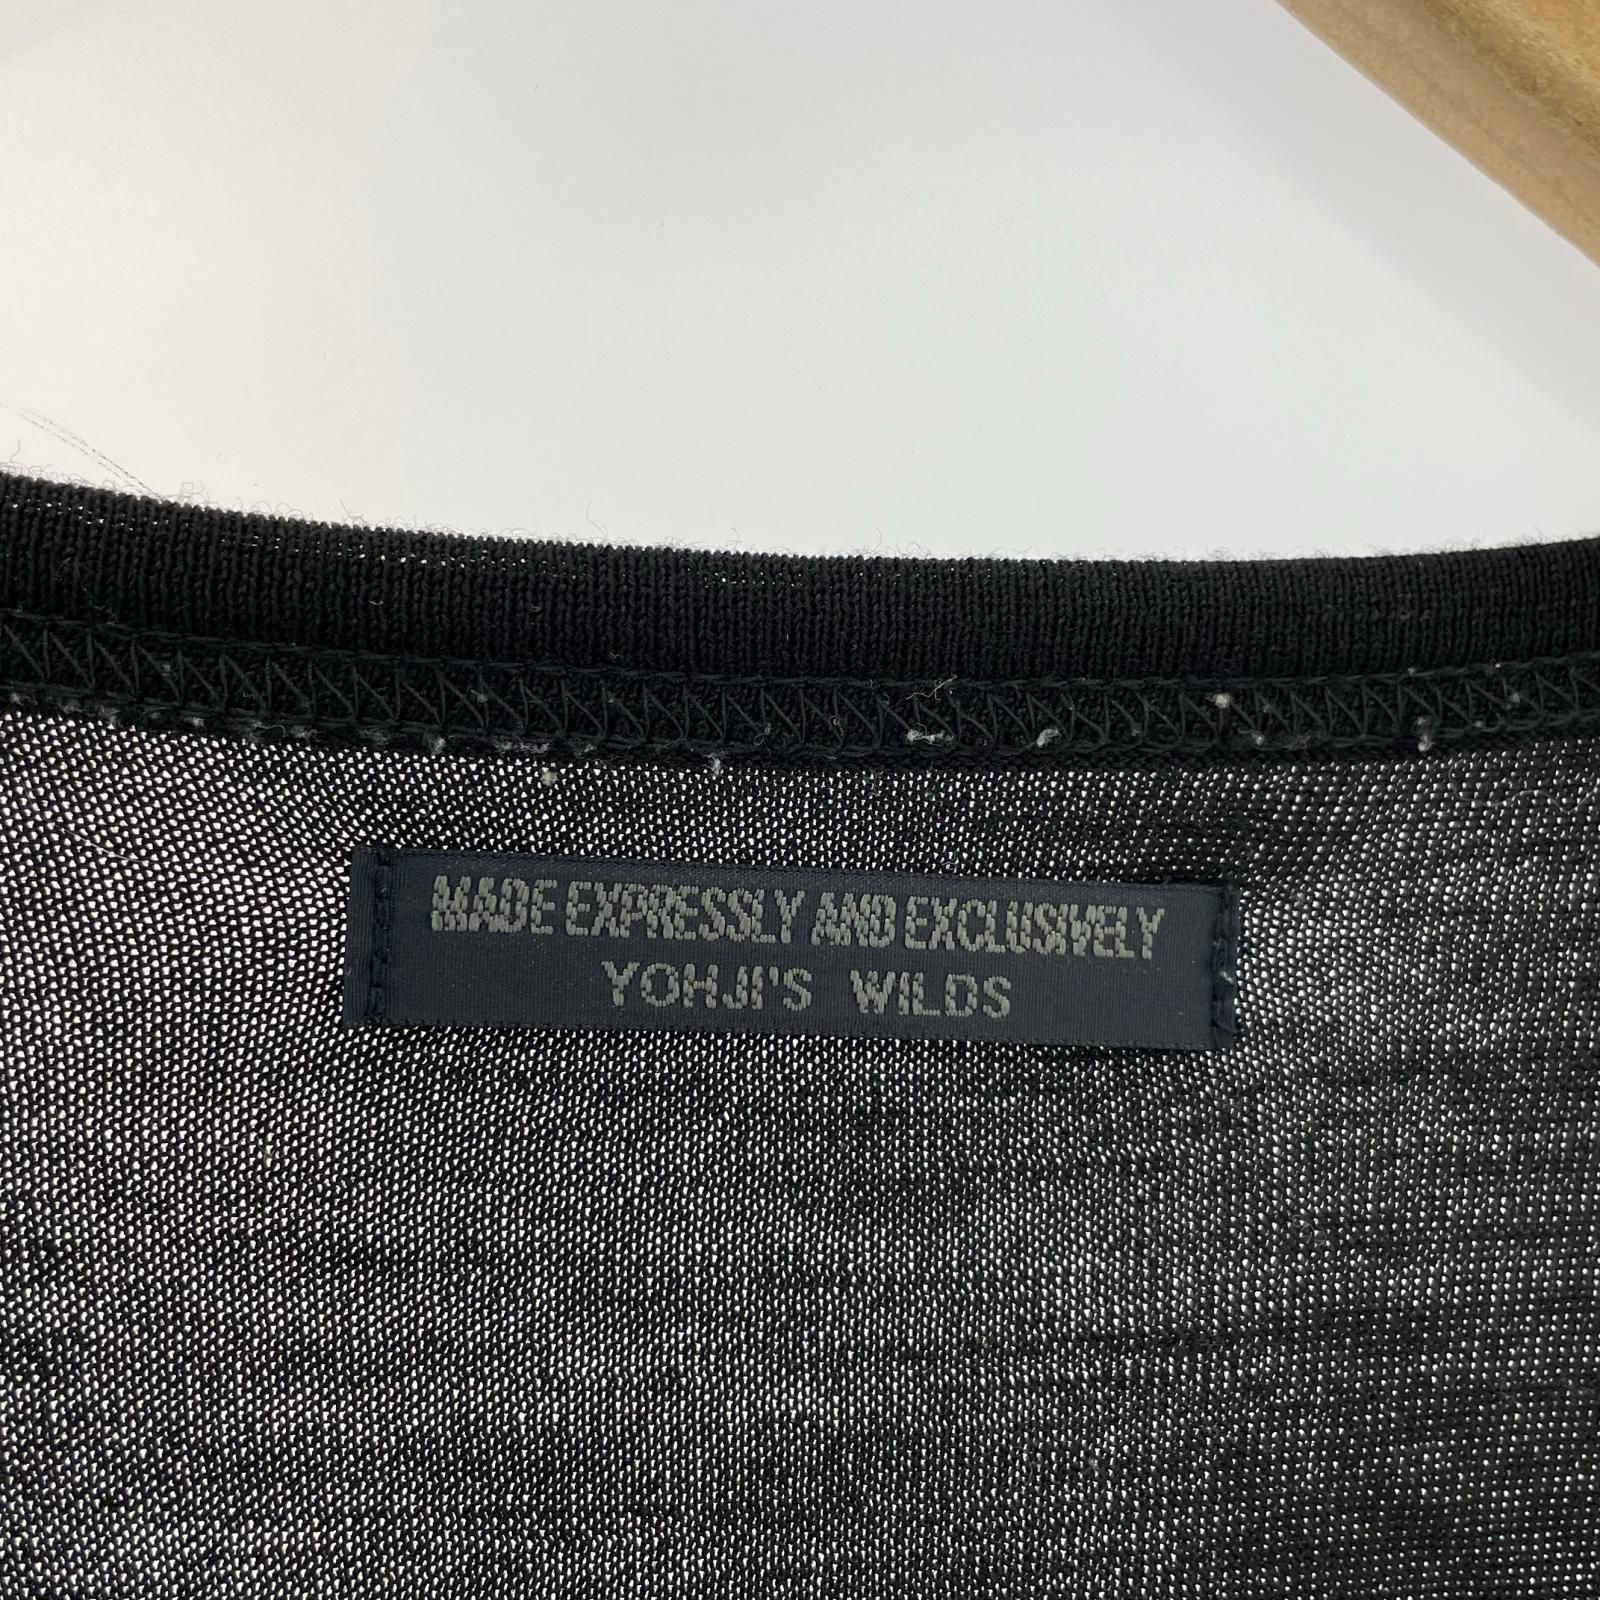 MADE EXPRESSLY AND EXCLUSIVELY
YOHJI'S WILDS